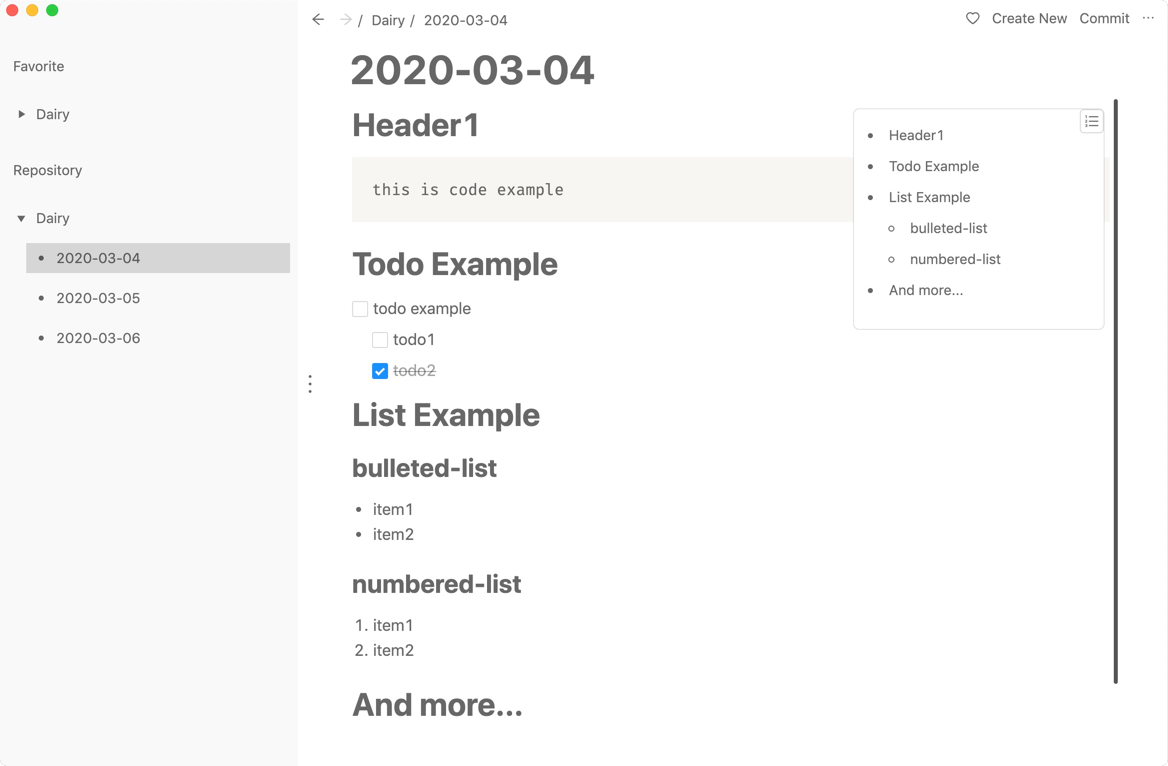 / Dairy / 2020-03-04
Create New Commit ...
Favorite
Dairy
Repository
Dairy
• 2020-03-04
• 2020-03-05
• 2020-03-06
2020-03-04
Header1
this is code example
Todo Example
todo example
todo1
todo2
List Example
bulleted-list
• item1
• item2
numbered-list
1. item1
2. item2
And more...
• Header1
• Todo Example
• List Example
◦ bulleted-list
◦ numbered-list
• And more...